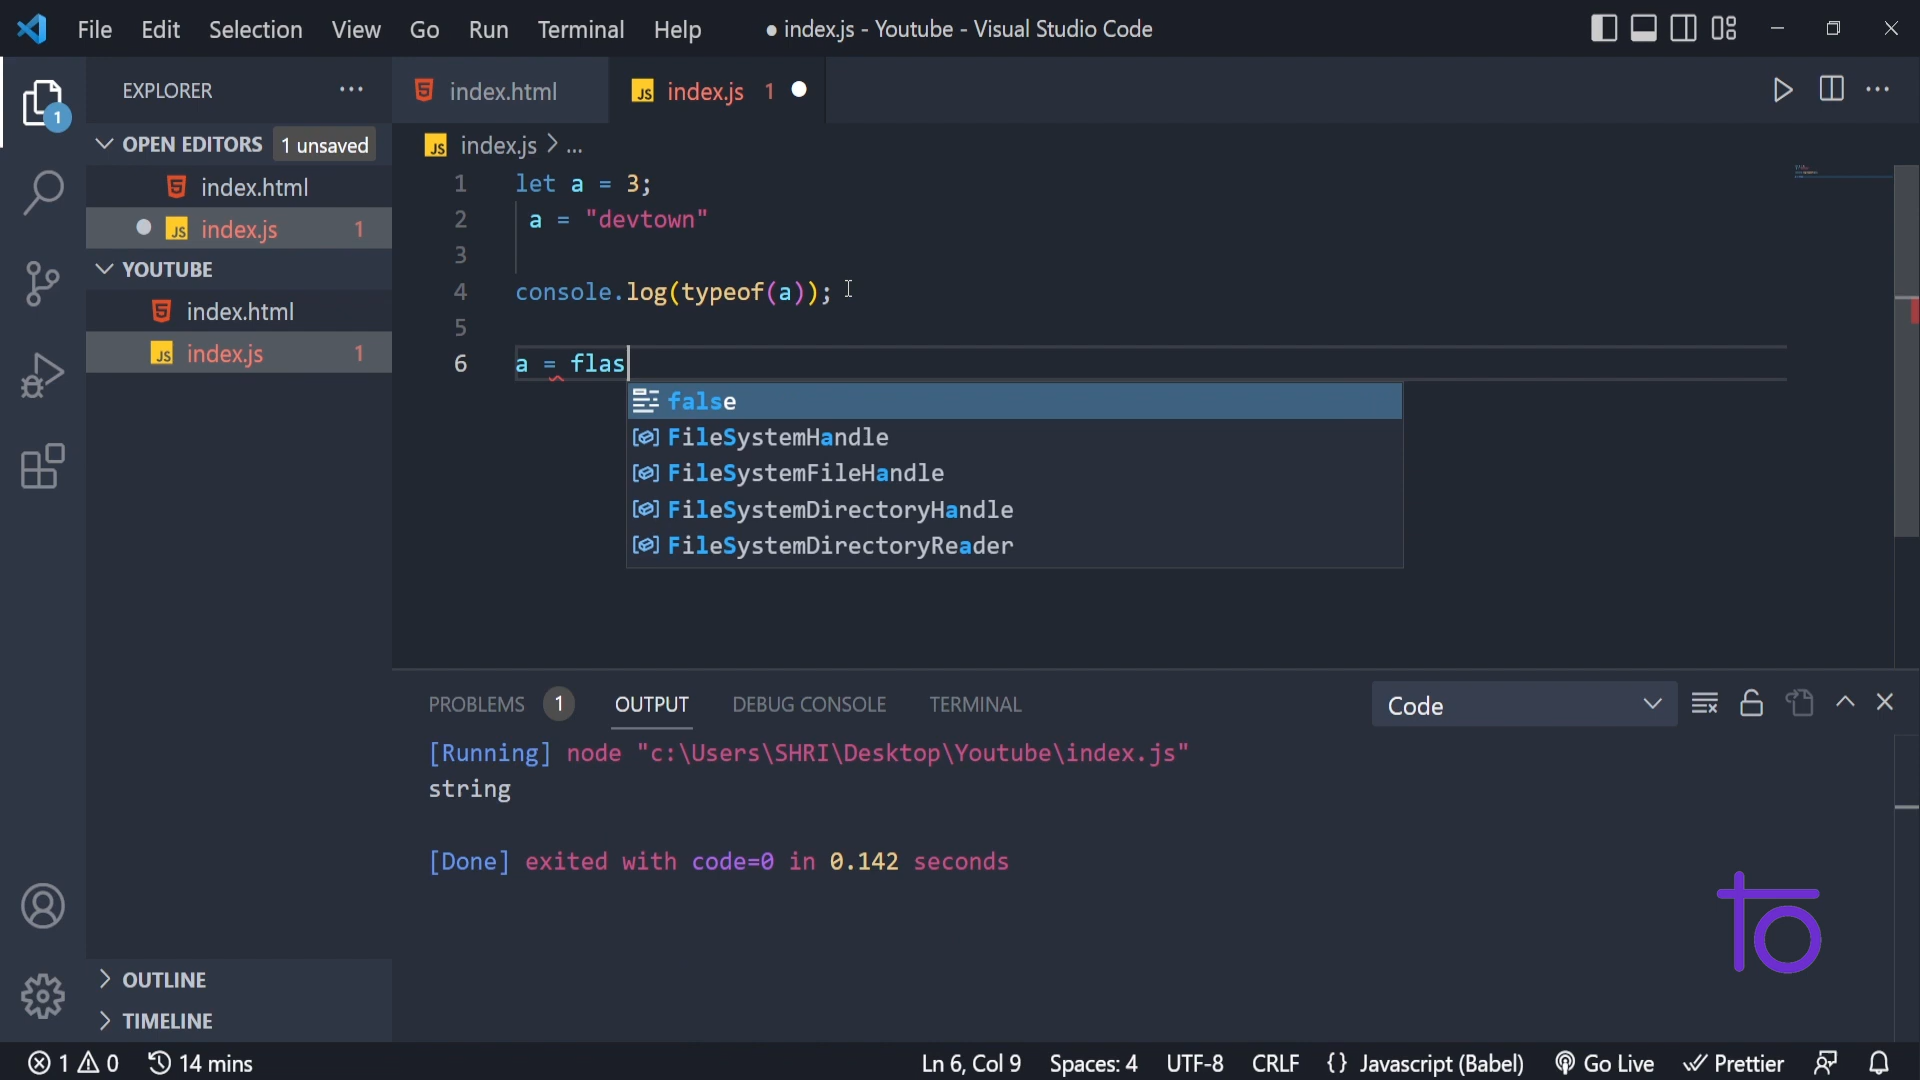 File Edit Selection View Go Run Terminal Help ● index.js - Youtube - Visual Studio Code
EXPLORER ···
index.html
JS index.js 1 ●
OPEN EDITORS 1 unsaved
index.html
● JS index.js 1
YOUTUBE
index.html
JS index.js 1
OUTLINE
TIMELINE
1
JS index.js > ...
1 let a = 3;
2 a = "devtown"
3
4 console.log(typeof(a));
5
6 a = flas
false
FileSystemHandle
FileSystemFileHandle
FileSystemDirectoryHandle
FileSystemDirectoryReader
PROBLEMS 1 OUTPUT DEBUG CONSOLE TERMINAL Code
[Running] node "c:\Users\SHRI\Desktop\Youtube\index.js"
string
[Done] exited with code=0 in 0.142 seconds
1 0 14 mins Ln 6, Col 9 Spaces: 4 UTF-8 CRLF {} Javascript (Babel) Go Live Prettier